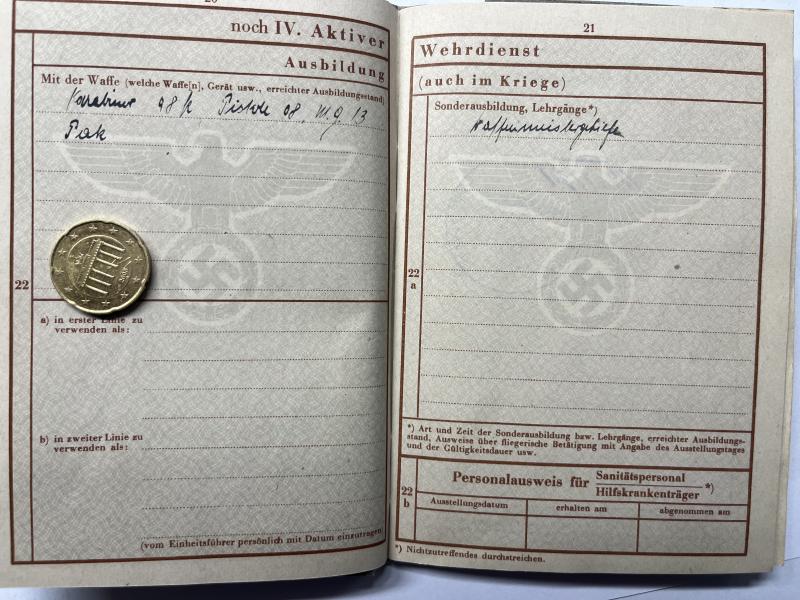 noch IV. Aktiver
Ausbildung
Mit der Waffe (welche Waffe[n], Gerät usw., erreichter Ausbildungsstand)
Karabiner 98 k Pistole 08, M.G. 13
Pak
22
a) in erster Linie zu
verwenden als:
b) in zweiter Linie zu
verwenden als:
(vom Einheitsführer persönlich mit Datum einzutragen)
21
Wehrdienst
(auch im Kriege)
Sonderausbildung, Lehrgänge*)
Waffenmeistergehilfe
22
a
*) Art und Zeit der Sonderausbildung bzw. Lehrgänge, erreichter Ausbildungs-
stand, Ausweise über fliegerische Betätigung mit Angabe des Ausstellungstages
und der Gültigkeitsdauer usw.
22
b
Personalausweis für Sanitätspersonal
Hilfskrankenträger *)
Ausstellungsdatum erhalten am abgenommen am
*) Nichtzutreffendes durchstreichen.